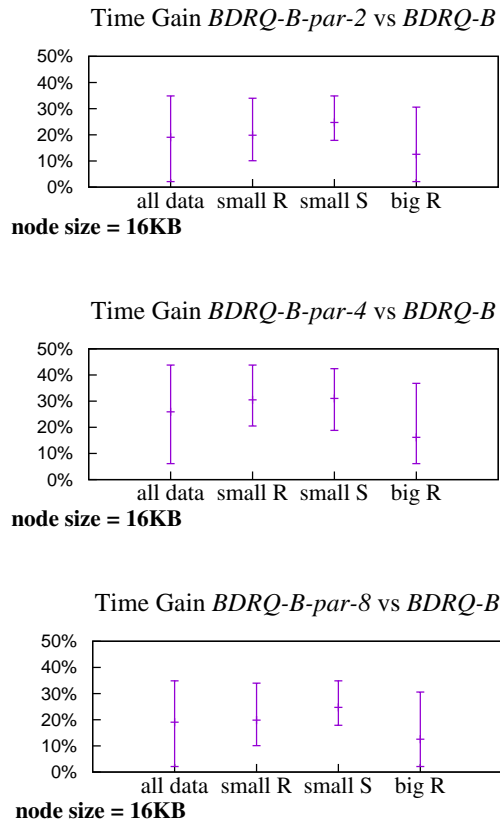 Time Gain BDRQ-B-par-2 vs BDRQ-B
50%
40%
30%
20%
10%
0%
all data small R small S big R
node size = 16KB
Time Gain BDRQ-B-par-4 vs BDRQ-B
50%
40%
30%
20%
10%
0%
all data small R small S big R
node size = 16KB
Time Gain BDRQ-B-par-8 vs BDRQ-B
50%
40%
30%
20%
10%
0%
all data small R small S big R
node size = 16KB